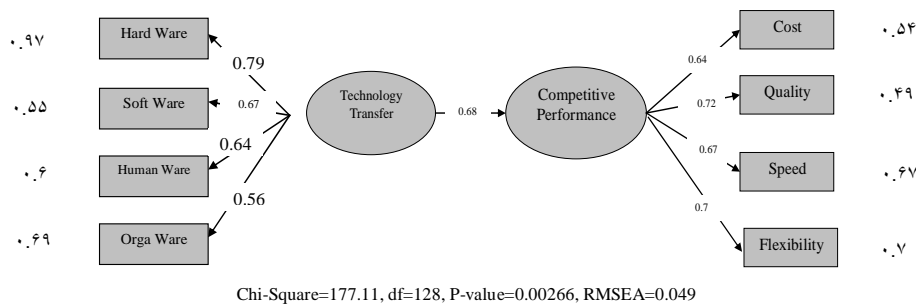 ۰.۹۷
Hard Ware
۰.۵۵
Soft Ware
۰.۶
Human Ware
۰.۶۹
Orga Ware
0.79
0.67
0.64
0.56
Technology
Transfer
0.68
Competitive
Performance
0.64
0.72
0.67
0.7
Cost
۰.۵۴
Quality
۰.۴۹
Speed
۰.۶۷
Flexibility
۰.۷
Chi-Square=177.11, df=128, P-value=0.00266, RMSEA=0.049